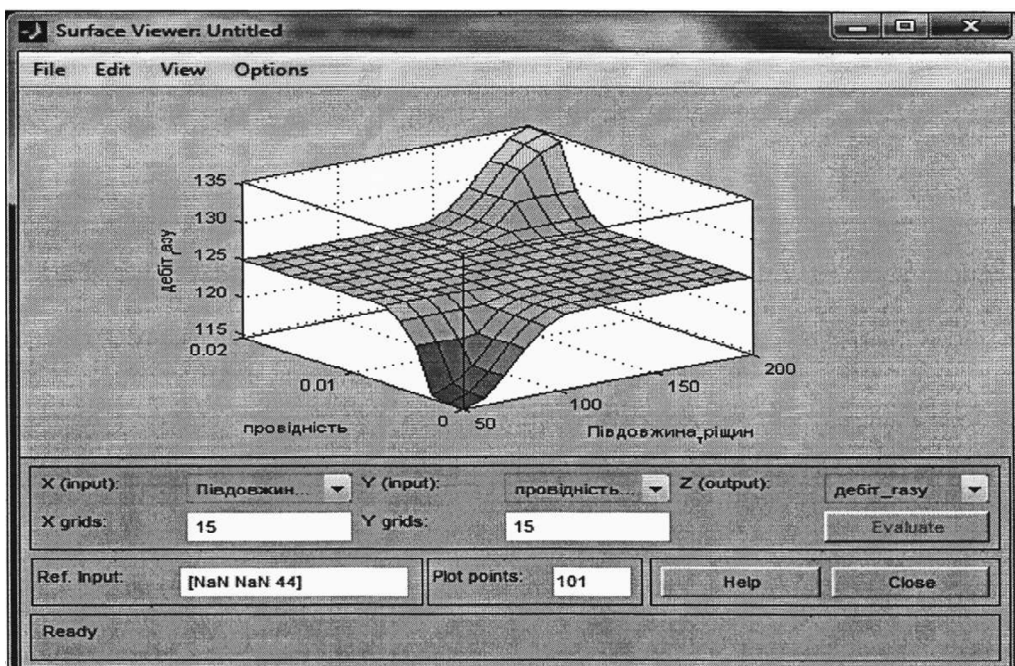 Surface Viewer: Untitled
File Edit View Options
135
130
125
120
115
0.02
0.01
0
50
100
150
200
дебіт_газу
провідність
Півдовжина_тріщин
X (input): Півдовжин... Y (input): провідність... Z (output): дебіт_газу
X grids: 15 Y grids: 15 Evaluate
Ref. Input: [NaN NaN 44] Plot points: 101 Help Close
Ready